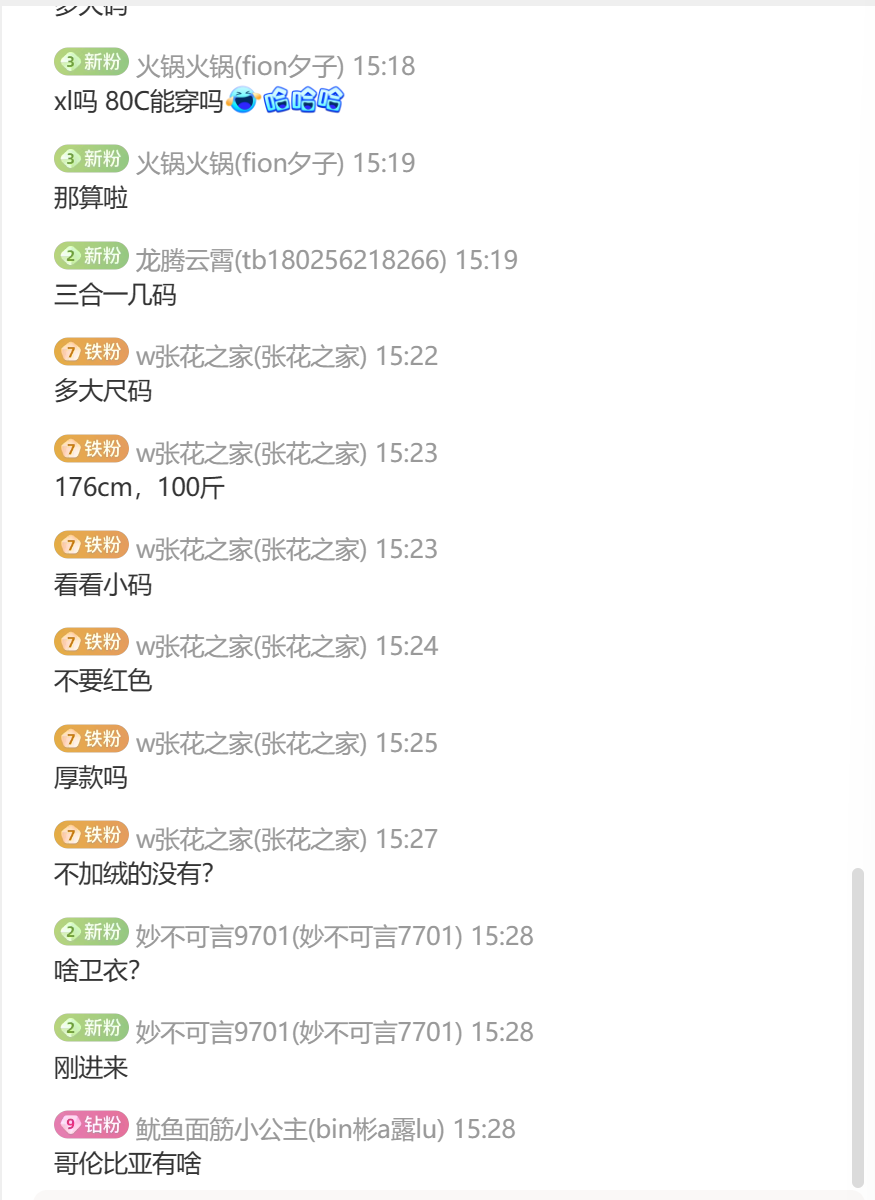 多大码
3 新粉 火锅火锅(fion夕子) 15:18
xl吗 80C能穿吗 哈哈哈
3 新粉 火锅火锅(fion夕子) 15:19
那算啦
2 新粉 龙腾云霄(tb180256218266) 15:19
三合一几码
7 铁粉 w张花之家(张花之家) 15:22
多大尺码
7 铁粉 w张花之家(张花之家) 15:23
176cm，100斤
7 铁粉 w张花之家(张花之家) 15:23
看看小码
7 铁粉 w张花之家(张花之家) 15:24
不要红色
7 铁粉 w张花之家(张花之家) 15:25
厚款吗
7 铁粉 w张花之家(张花之家) 15:27
不加绒的没有?
2 新粉 妙不可言9701(妙不可言7701) 15:28
啥卫衣?
2 新粉 妙不可言9701(妙不可言7701) 15:28
刚进来
9 钻粉 鱿鱼面筋小公主(bin彬a露lu) 15:28
哥伦比亚有啥